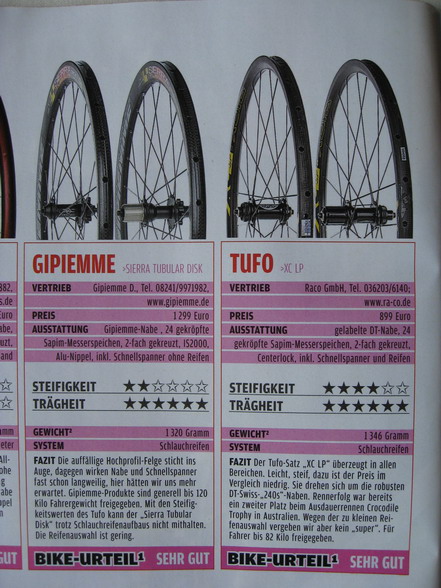 GIPIEMME >SIERRA TUBULAR DISK
VERTRIEB Gipiemme D., Tel. 08241/9971982,
www.gipiemme.de
PREIS 1 299 Euro
AUSSTATTUNG Gipiemme-Nabe , 24 gekröpfte
Sapim-Messerspeichen, 2-fach gekreuzt, IS2000,
Alu-Nippel, inkl. Schnellspanner ohne Reifen
STEIFIGKEIT ★★☆☆☆☆
TRÄGHEIT ★★★★★★
GEWICHT² 1 320 Gramm
SYSTEM Schlauchreifen
FAZIT Die auffällige Hochprofil-Felge sticht ins
Auge, dagegen wirken Nabe und Schnellspanner
fast schon langweilig, hier hätten wir uns mehr
erwartet. Gipiemme-Produkte sind generell bis 120
Kilo Fahrergewicht freigegeben. Mit den Steifig-
keitswerten des Tufo kann der „Sierra Tubular
Disk" trotz Schlauchreifenaufbaus nicht mithalten.
Die Reifenauswahl ist gering.
BIKE-URTEIL¹ SEHR GUT
TUFO >XC LP
VERTRIEB Raco GmbH, Tel. 036203/6140;
www.ra-co.de
PREIS 899 Euro
AUSSTATTUNG gelabelte DT-Nabe, 24
gekröpfte Sapim-Messerspeichen, 2-fach gekreuzt,
Centerlock, inkl. Schnellspanner und Reifen
STEIFIGKEIT ★★★★☆☆
TRÄGHEIT ★★★★★★
GEWICHT² 1 346 Gramm
SYSTEM Schlauchreifen
FAZIT Der Tufo-Satz „XC LP" überzeugt in allen
Bereichen. Leicht, steif, dazu ist der Preis im
Vergleich niedrig. Sie drehen sich um die robusten
DT-Swiss-„240s"-Naben. Rennerfolg war bereits
ein zweiter Platz beim Ausdauerrennen Crocodile
Trophy in Australien. Wegen der zu kleinen Rei-
fenauswahl vergeben wir aber kein „super". Für
Fahrer bis 82 Kilo freigegeben.
BIKE-URTEIL¹ SEHR GUT